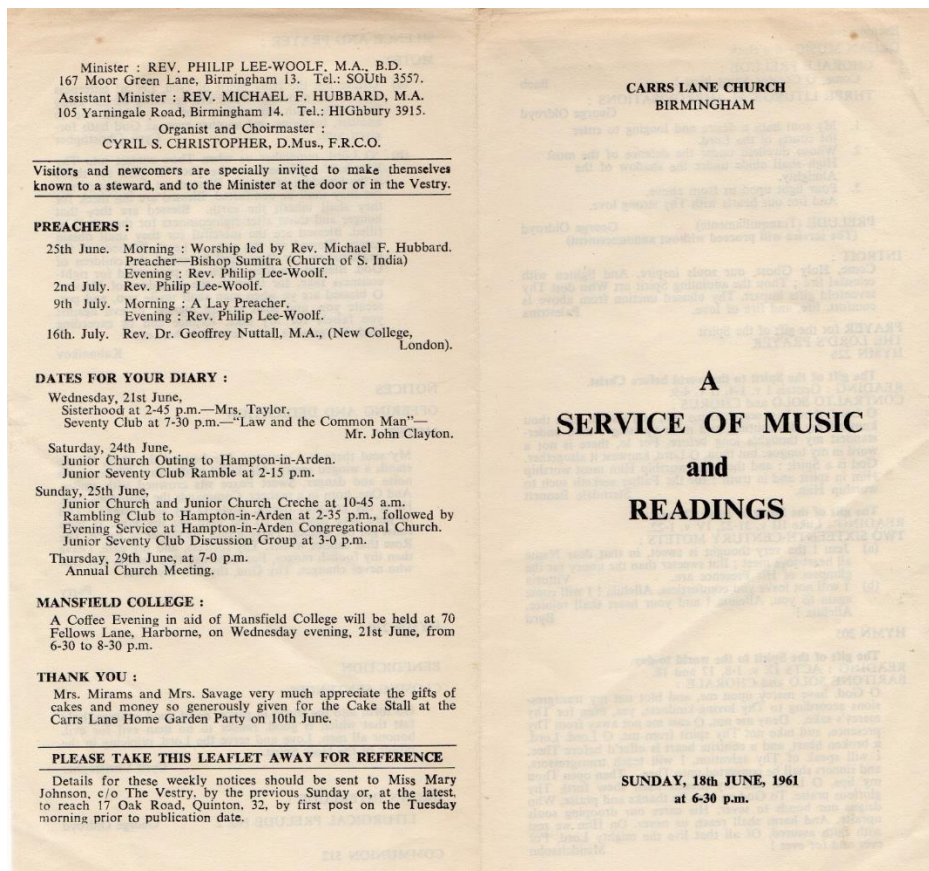 Minister : REV. PHILIP LEE-WOOLF, M.A., B.D.
167 Moor Green Lane, Birmingham 13. Tel.: SOUth 3557.
Assistant Minister : REV. MICHAEL F. HUBBARD, M.A.
105 Yarningale Road, Birmingham 14. Tel.: HIGhbury 3915.
Organist and Choirmaster :
CYRIL S. CHRISTOPHER, D.Mus., F.R.C.O.
Visitors and newcomers are specially invited to make themselves
known to a steward, and to the Minister at the door or in the Vestry.
PREACHERS :
25th June. Morning : Worship led by Rev. Michael F. Hubbard.
Preacher—Bishop Sumitra (Church of S. India)
Evening : Rev. Philip Lee-Woolf.
2nd July. Rev. Philip Lee-Woolf.
9th July. Morning : A Lay Preacher.
Evening : Rev. Philip Lee-Woolf.
16th. July. Rev. Dr. Geoffrey Nuttall, M.A., (New College,
London).
DATES FOR YOUR DIARY :
Wednesday, 21st June,
Sisterhood at 2-45 p.m.—Mrs. Taylor.
Seventy Club at 7-30 p.m.—“Law and the Common Man”—
Mr. John Clayton.
Saturday, 24th June,
Junior Church Outing to Hampton-in-Arden.
Junior Seventy Club Ramble at 2-15 p.m.
Sunday, 25th June,
Junior Church and Junior Church Creche at 10-45 a.m.
Rambling Club to Hampton-in-Arden at 2-35 p.m., followed by
Evening Service at Hampton-in-Arden Congregational Church.
Junior Seventy Club Discussion Group at 3-0 p.m.
Thursday, 29th June, at 7-0 p.m.
Annual Church Meeting.
MANSFIELD COLLEGE :
A Coffee Evening in aid of Mansfield College will be held at 70
Fellows Lane, Harborne, on Wednesday evening, 21st June, from
6-30 to 8-30 p.m.
THANK YOU :
Mrs. Mirams and Mrs. Savage very much appreciate the gifts of
cakes and money so generously given for the Cake Stall at the
Carrs Lane Home Garden Party on 10th June.
PLEASE TAKE THIS LEAFLET AWAY FOR REFERENCE
Details for these weekly notices should be sent to Miss Mary
Johnson, c/o The Vestry, by the previous Sunday or, at the latest,
to reach 17 Oak Road, Quinton, 32, by first post on the Tuesday
morning prior to publication date.
CARRS LANE CHURCH
BIRMINGHAM
A
SERVICE OF MUSIC
and
READINGS
SUNDAY, 18th JUNE, 1961
at 6-30 p.m.